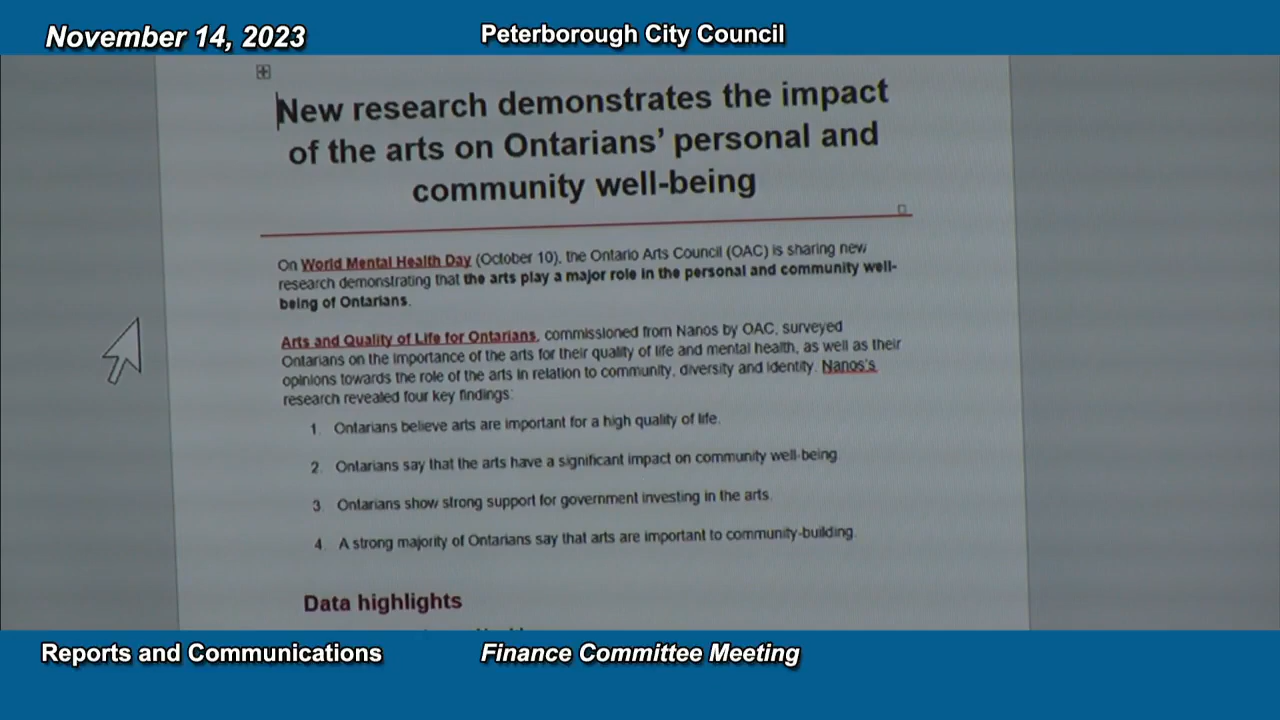 November 14, 2023
Peterborough City Council
New research demonstrates the impact
of the arts on Ontarians' personal and
community well-being
On World Mental Health Day (October 10), the Ontario Arts Council (OAC) is sharing new
research demonstrating that the arts play a major role in the personal and community well-
being of Ontarians.
Arts and Quality of Life for Ontarians, commissioned from Nanos by OAC, surveyed
Ontarians on the importance of the arts for their quality of life and mental health, as well as their
opinions towards the role of the arts in relation to community, diversity and identity. Nanos's
research revealed four key findings:
1. Ontarians believe arts are important for a high quality of life.
2. Ontarians say that the arts have a significant impact on community well-being.
3. Ontarians show strong support for government investing in the arts.
4. A strong majority of Ontarians say that arts are important to community-building.
Data highlights
Reports and Communications
Finance Committee Meeting